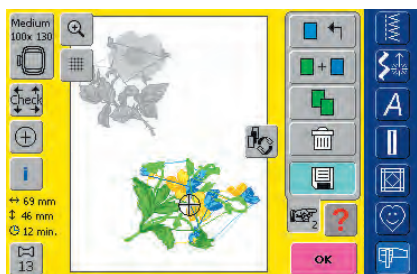 Medium
100x 130
Check
i
↔ 69 mm
↕ 46 mm
12 min.
13
2
?
OK
A